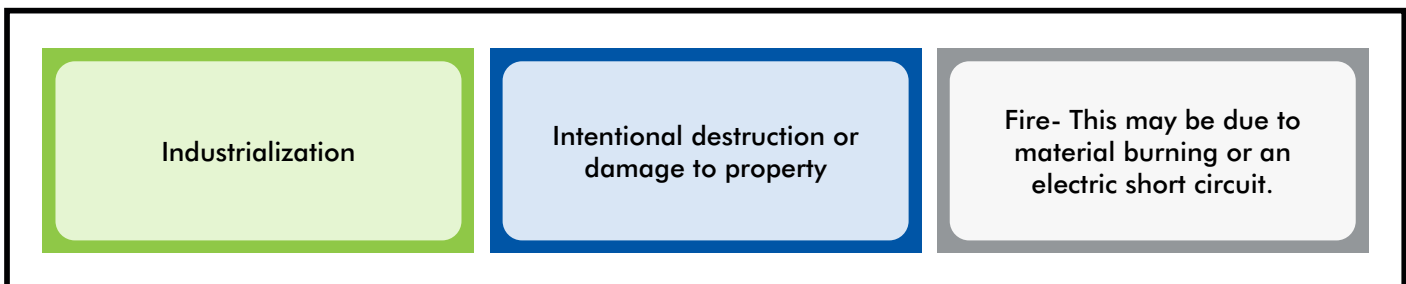 Industrialization
Intentional destruction or
damage to property
Fire- This may be due to
material burning or an
electric short circuit.